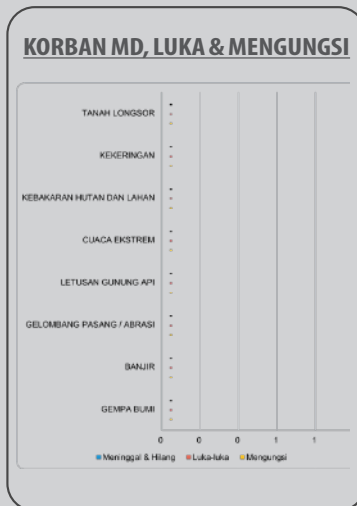 KORBAN MD, LUKA & MENGUNGSI
TANAH LONGSOR
KEKERINGAN
KEBAKARAN HUTAN DAN LAHAN
CUACA EKSTREM
LETUSAN GUNUNG API
GELOMBANG PASANG / ABRASI
BANJIR
GEMPA BUMI
0 0 0 1 1
Meninggal & Hilang Luka-luka Mengungsi